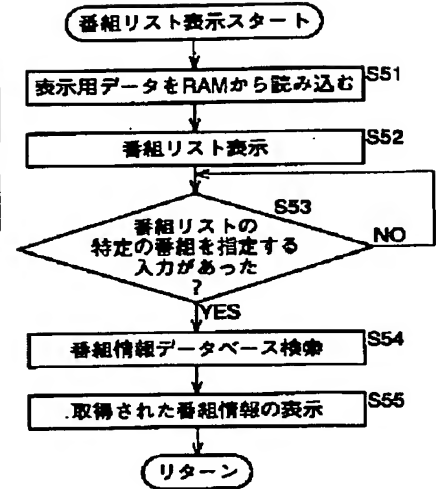 番組リスト表示スタート
S51
表示用データをRAMから読み込む
S52
番組リスト表示
S53
番組リストの
特定の番組を指定する
入力があった
?
NO
YES
S54
番組情報データベース検索
S55
.取得された番組情報の表示
リターン